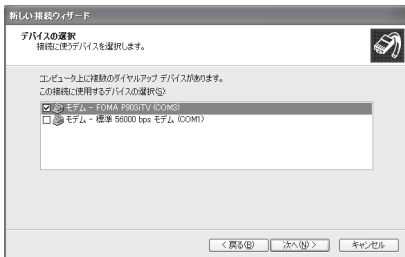 新しい接続ウィザード
デバイスの選択
接続に使うデバイスを選択します。
コンピュータ上に複数のダイヤルアップ デバイスがあります。
この接続に使用するデバイスの選択(S):
モデム - FOMA P903iTV (COM3)
モデム - 標準 56000 bps モデム (COM1)
< 戻る(B)
次へ(N) >
キャンセル